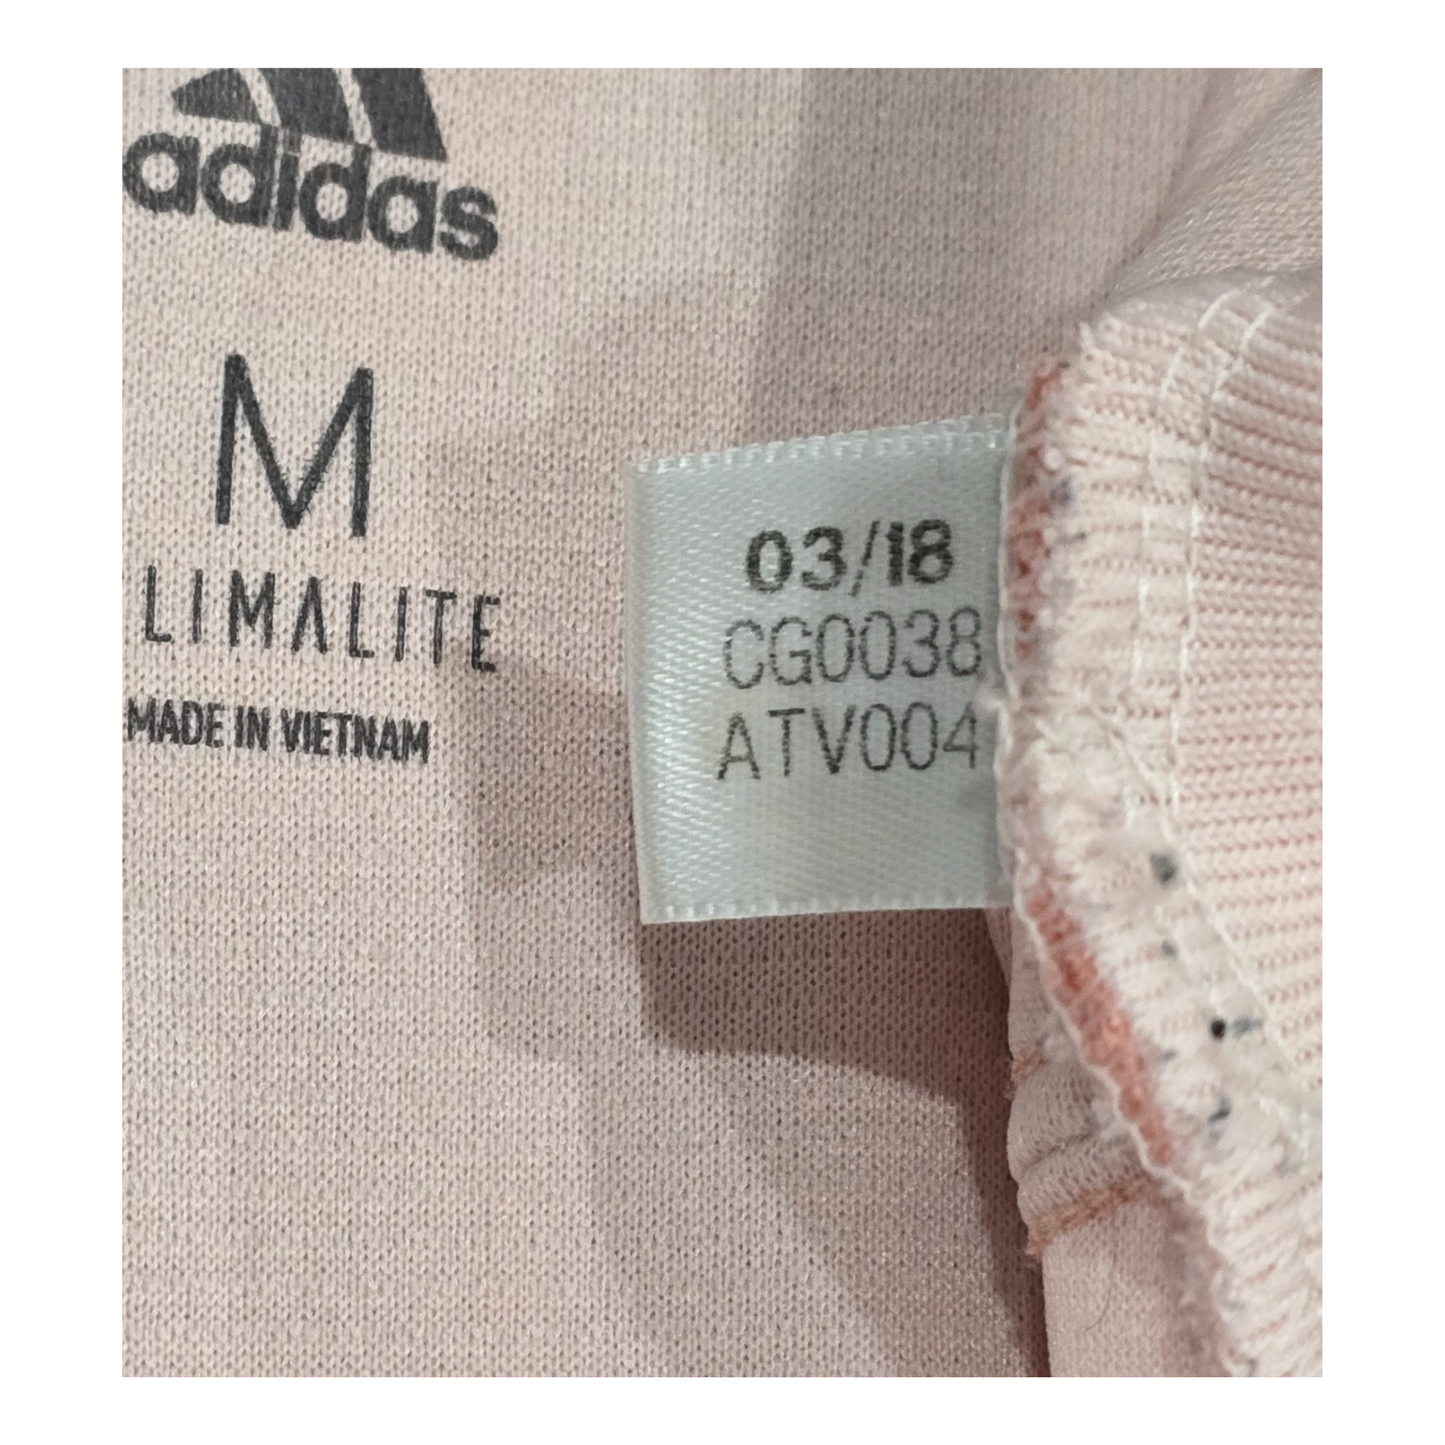 adidas
M
LIMALITE
MADE IN VIETNAM
03/18
CG0038
ATV004